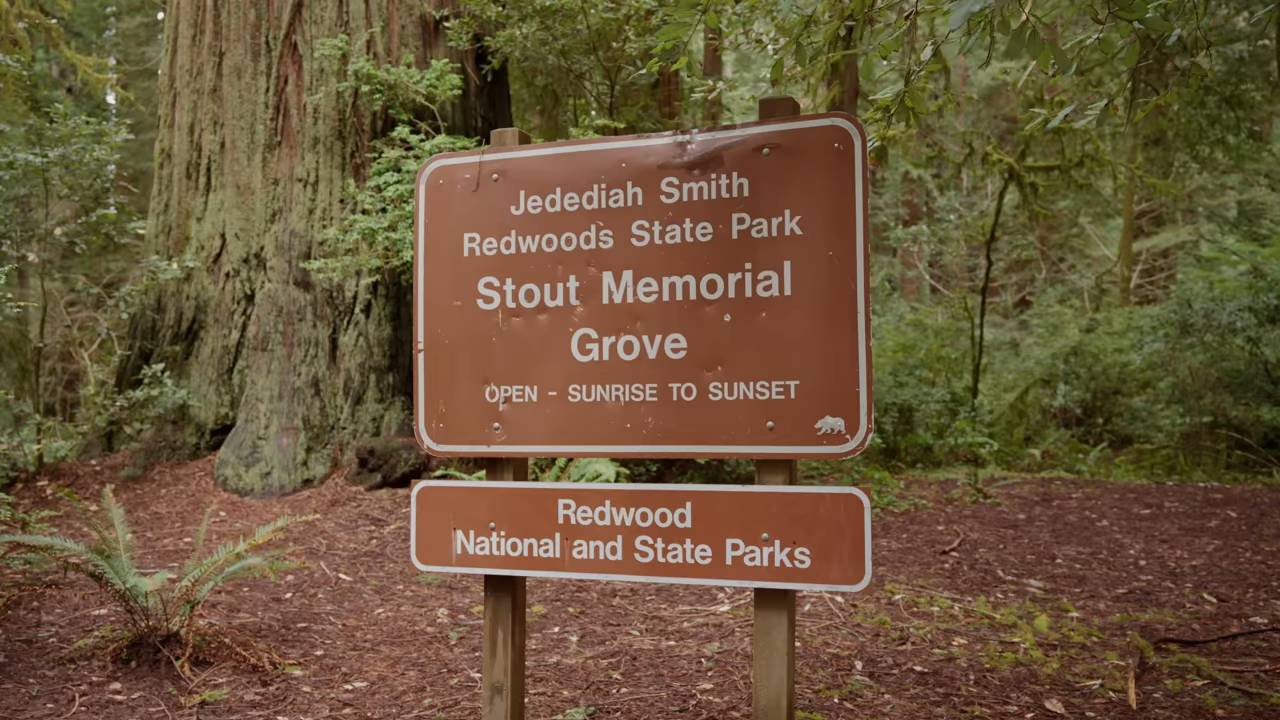 Jedediah Smith
Redwoods State Park
Stout Memorial
Grove
OPEN - SUNRISE TO SUNSET
Redwood
National and State Parks